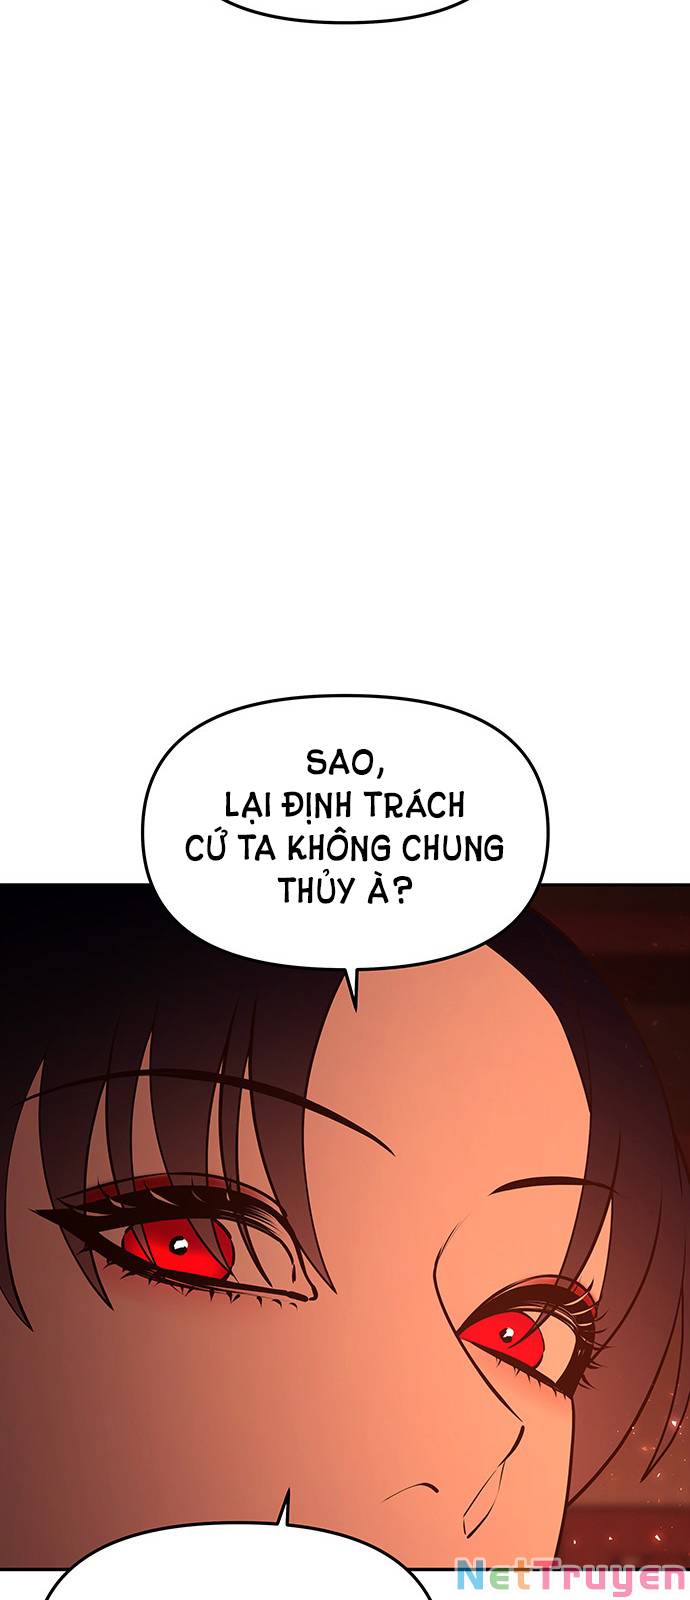 SAO,
LẠI ĐỊNH TRÁCH
CỨ TA KHÔNG CHUNG
THỦY À?
NetTruyen